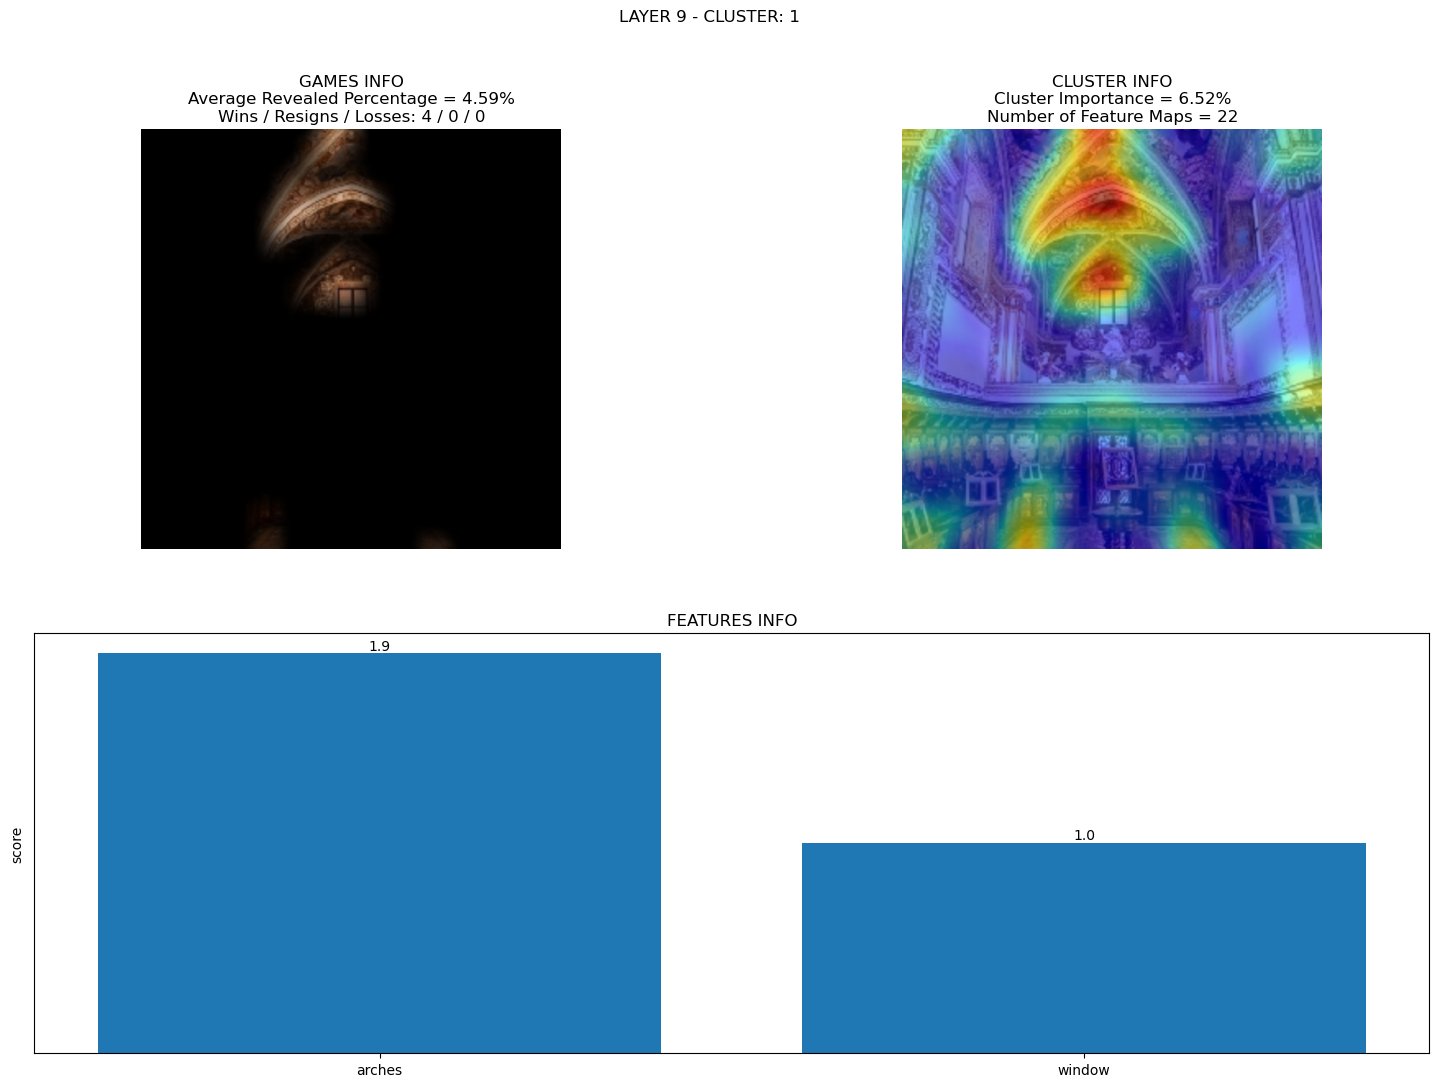 LAYER 9 - CLUSTER: 1
GAMES INFO
Average Revealed Percentage = 4.59%
Wins / Resigns / Losses: 4 / 0 / 0
CLUSTER INFO
Cluster Importance = 6.52%
Number of Feature Maps = 22
FEATURES INFO
score
1.9
1.0
arches
window